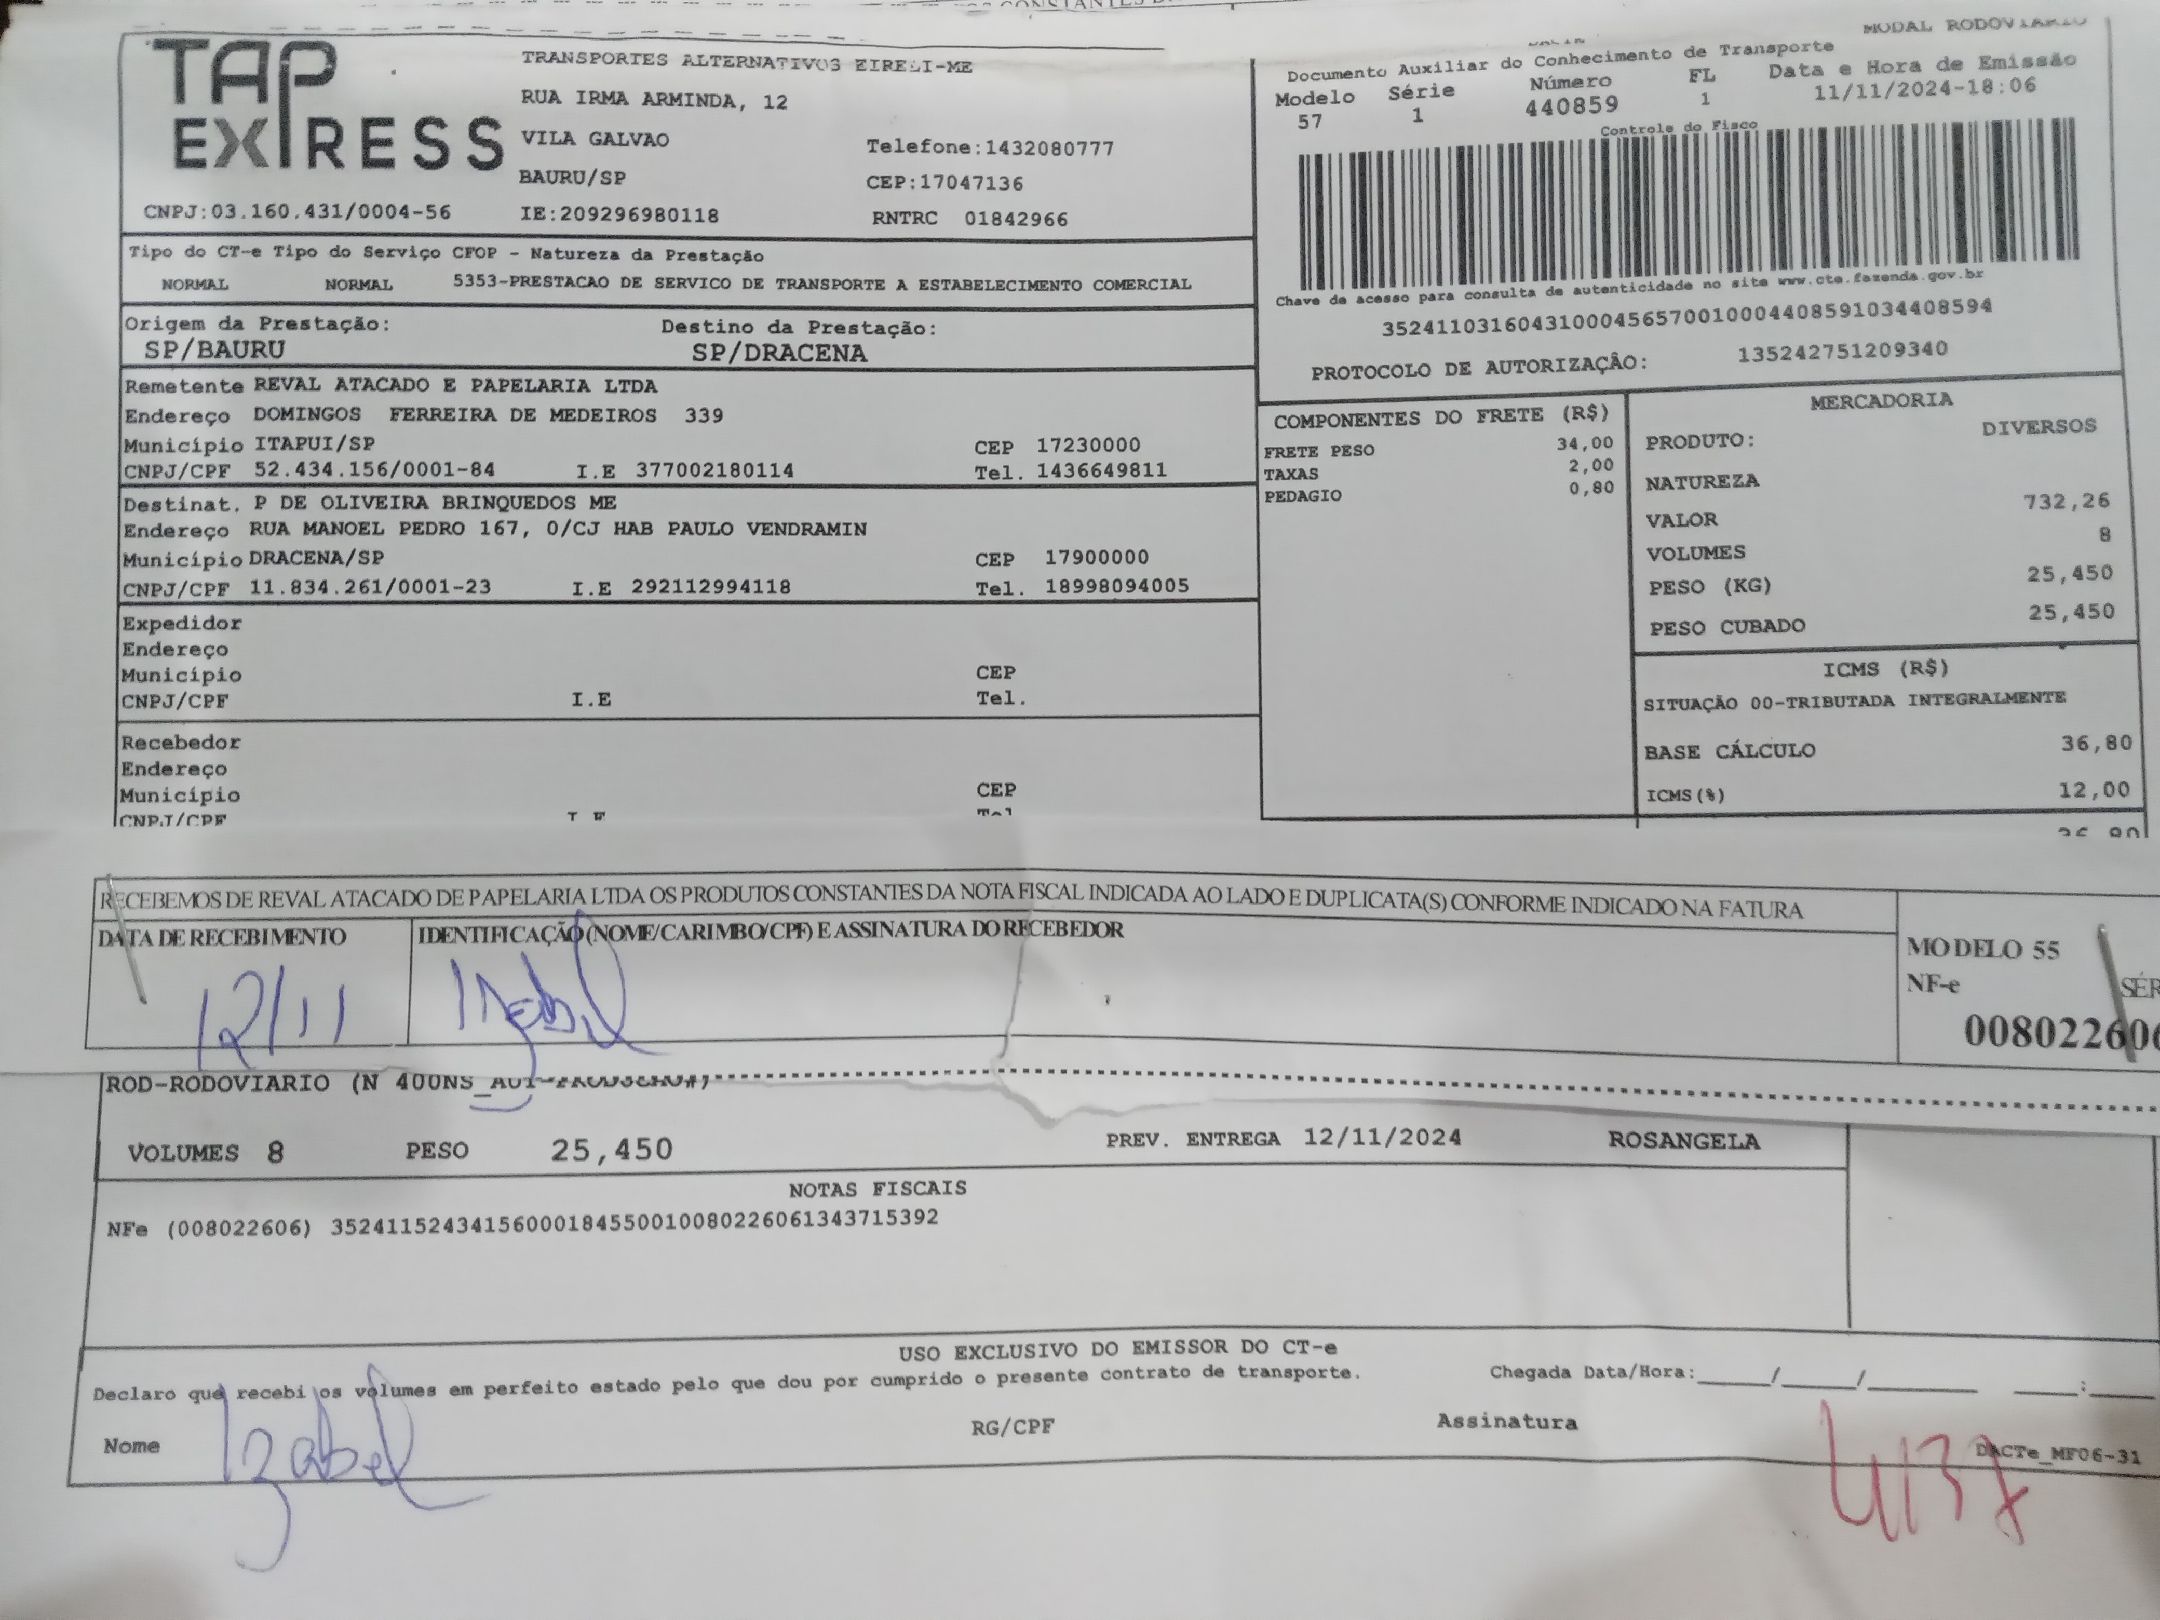 CONSTANTES
MODAL RODOVIARIO
TAP EXPRESS
TRANSPORTES ALTERNATIVOS EIRELI-ME
RUA IRMA ARMINDA, 12
VILA GALVAO Telefone:1432080777
BAURU/SP CEP:17047136
CNPJ:03.160.431/0004-56 IE:209296980118 RNTRC 01842966
Documento Auxiliar do Conhecimento de Transporte
Modelo Série Número FL Data e Hora de Emissão
57 1 440859 1 11/11/2024-18:06
Controle do Fisco
Chave de acesso para consulta de autenticidade no site www.cte.fazenda.gov.br
35241103160431000456570010004408591034408594
PROTOCOLO DE AUTORIZAÇÃO: 135242751209340
Tipo do CT-e Tipo do Serviço CFOP - Natureza da Prestação
NORMAL NORMAL 5353-PRESTACAO DE SERVICO DE TRANSPORTE A ESTABELECIMENTO COMERCIAL
Origem da Prestação: Destino da Prestação:
SP/BAURU SP/DRACENA
Remetente REVAL ATACADO E PAPELARIA LTDA
Endereço DOMINGOS FERREIRA DE MEDEIROS 339
Município ITAPUI/SP CEP 17230000
CNPJ/CPF 52.434.156/0001-84 I.E 377002180114 Tel. 1436649811
Destinat. P DE OLIVEIRA BRINQUEDOS ME
Endereço RUA MANOEL PEDRO 167, 0/CJ HAB PAULO VENDRAMIN
Município DRACENA/SP CEP 17900000
CNPJ/CPF 11.834.261/0001-23 I.E 292112994118 Tel. 18998094005
Expedidor
Endereço
Município CEP
CNPJ/CPF I.E Tel.
Recebedor
Endereço
Município CEP
CNPJ/CPF I.E Tel
COMPONENTES DO FRETE (R$)
FRETE PESO 34,00
TAXAS 2,00
PEDAGIO 0,80
MERCADORIA
PRODUTO: DIVERSOS
NATUREZA
VALOR 732,26
VOLUMES 8
PESO (KG) 25,450
PESO CUBADO 25,450
ICMS (R$)
SITUAÇÃO 00-TRIBUTADA INTEGRALMENTE
BASE CÁLCULO 36,80
ICMS(%) 12,00
RECEBEMOS DE REVAL ATACADO DE PAPELARIA LTDA OS PRODUTOS CONSTANTES DA NOTA FISCAL INDICADA AO LADO E DUPLICATA(S) CONFORME INDICADO NA FATURA
DATA DE RECEBIMENTO IDENTIFICAÇÃO (NOME/CARIMBO/CPF) E ASSINATURA DO RECEBEDOR
12/11 Izabel
MODELO 55
NF-e SÉR
008022606
ROD-RODOVIARIO (N
VOLUMES 8 PESO 25,450 PREV. ENTREGA 12/11/2024 ROSANGELA
NOTAS FISCAIS
NFe (008022606) 35241152434156000184550010080226061343715392
USO EXCLUSIVO DO EMISSOR DO CT-e
Declaro que recebi os volumes em perfeito estado pelo que dou por cumprido o presente contrato de transporte. Chegada Data/Hora:_____/_____/_______ ____:____
Nome Izabel RG/CPF Assinatura
DACTe_MF06-31